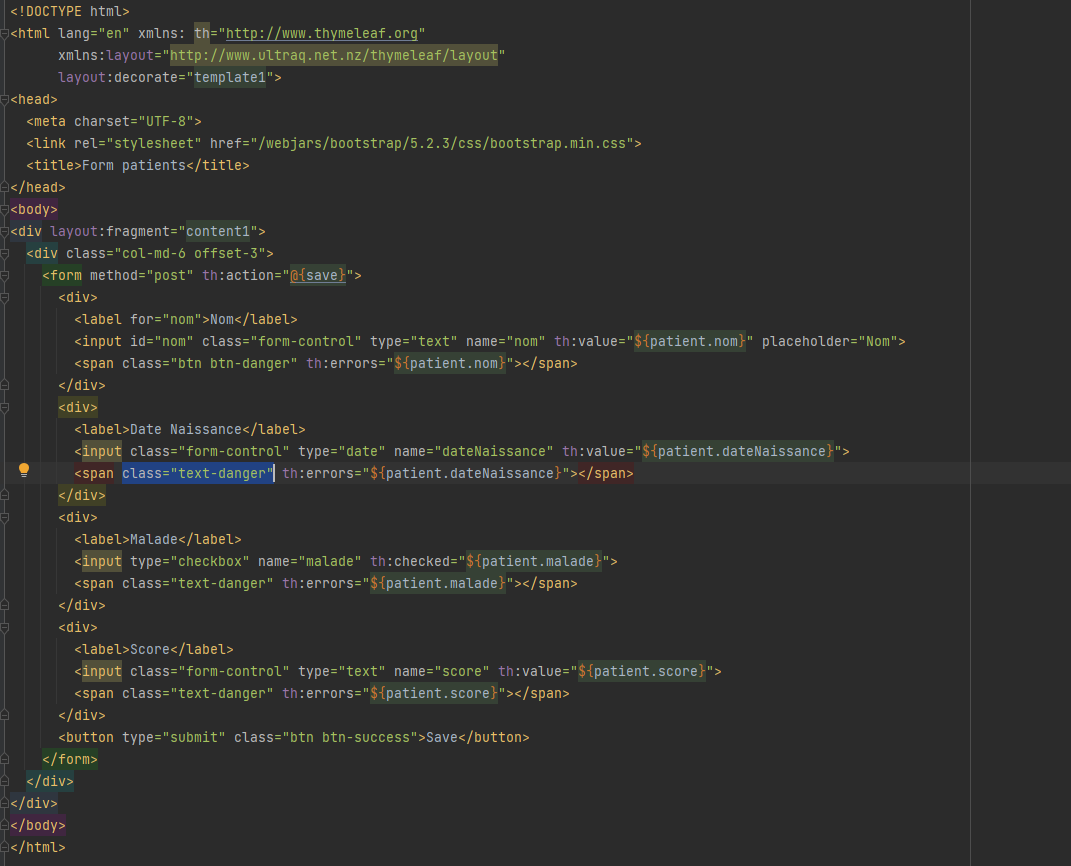 <!DOCTYPE html>
<html lang="en" xmlns: th="http://www.thymeleaf.org"
      xmlns:layout="http://www.ultraq.net.nz/thymeleaf/layout"
      layout:decorate="template1">
<head>
  <meta charset="UTF-8">
  <link rel="stylesheet" href="/webjars/bootstrap/5.2.3/css/bootstrap.min.css">
  <title>Form patients</title>
</head>
<body>
<div layout:fragment="content1">
  <div class="col-md-6 offset-3">
    <form method="post" th:action="@{save}">
      <div>
        <label for="nom">Nom</label>
        <input id="nom" class="form-control" type="text" name="nom" th:value="${patient.nom}" placeholder="Nom">
        <span class="btn btn-danger" th:errors="${patient.nom}"></span>
      </div>
      <div>
        <label>Date Naissance</label>
        <input class="form-control" type="date" name="dateNaissance" th:value="${patient.dateNaissance}">
        <span class="text-danger" th:errors="${patient.dateNaissance}"></span>
      </div>
      <div>
        <label>Malade</label>
        <input type="checkbox" name="malade" th:checked="${patient.malade}">
        <span class="text-danger" th:errors="${patient.malade}"></span>
      </div>
      <div>
        <label>Score</label>
        <input class="form-control" type="text" name="score" th:value="${patient.score}">
        <span class="text-danger" th:errors="${patient.score}"></span>
      </div>
      <button type="submit" class="btn btn-success">Save</button>
    </form>
  </div>
</div>
</body>
</html>